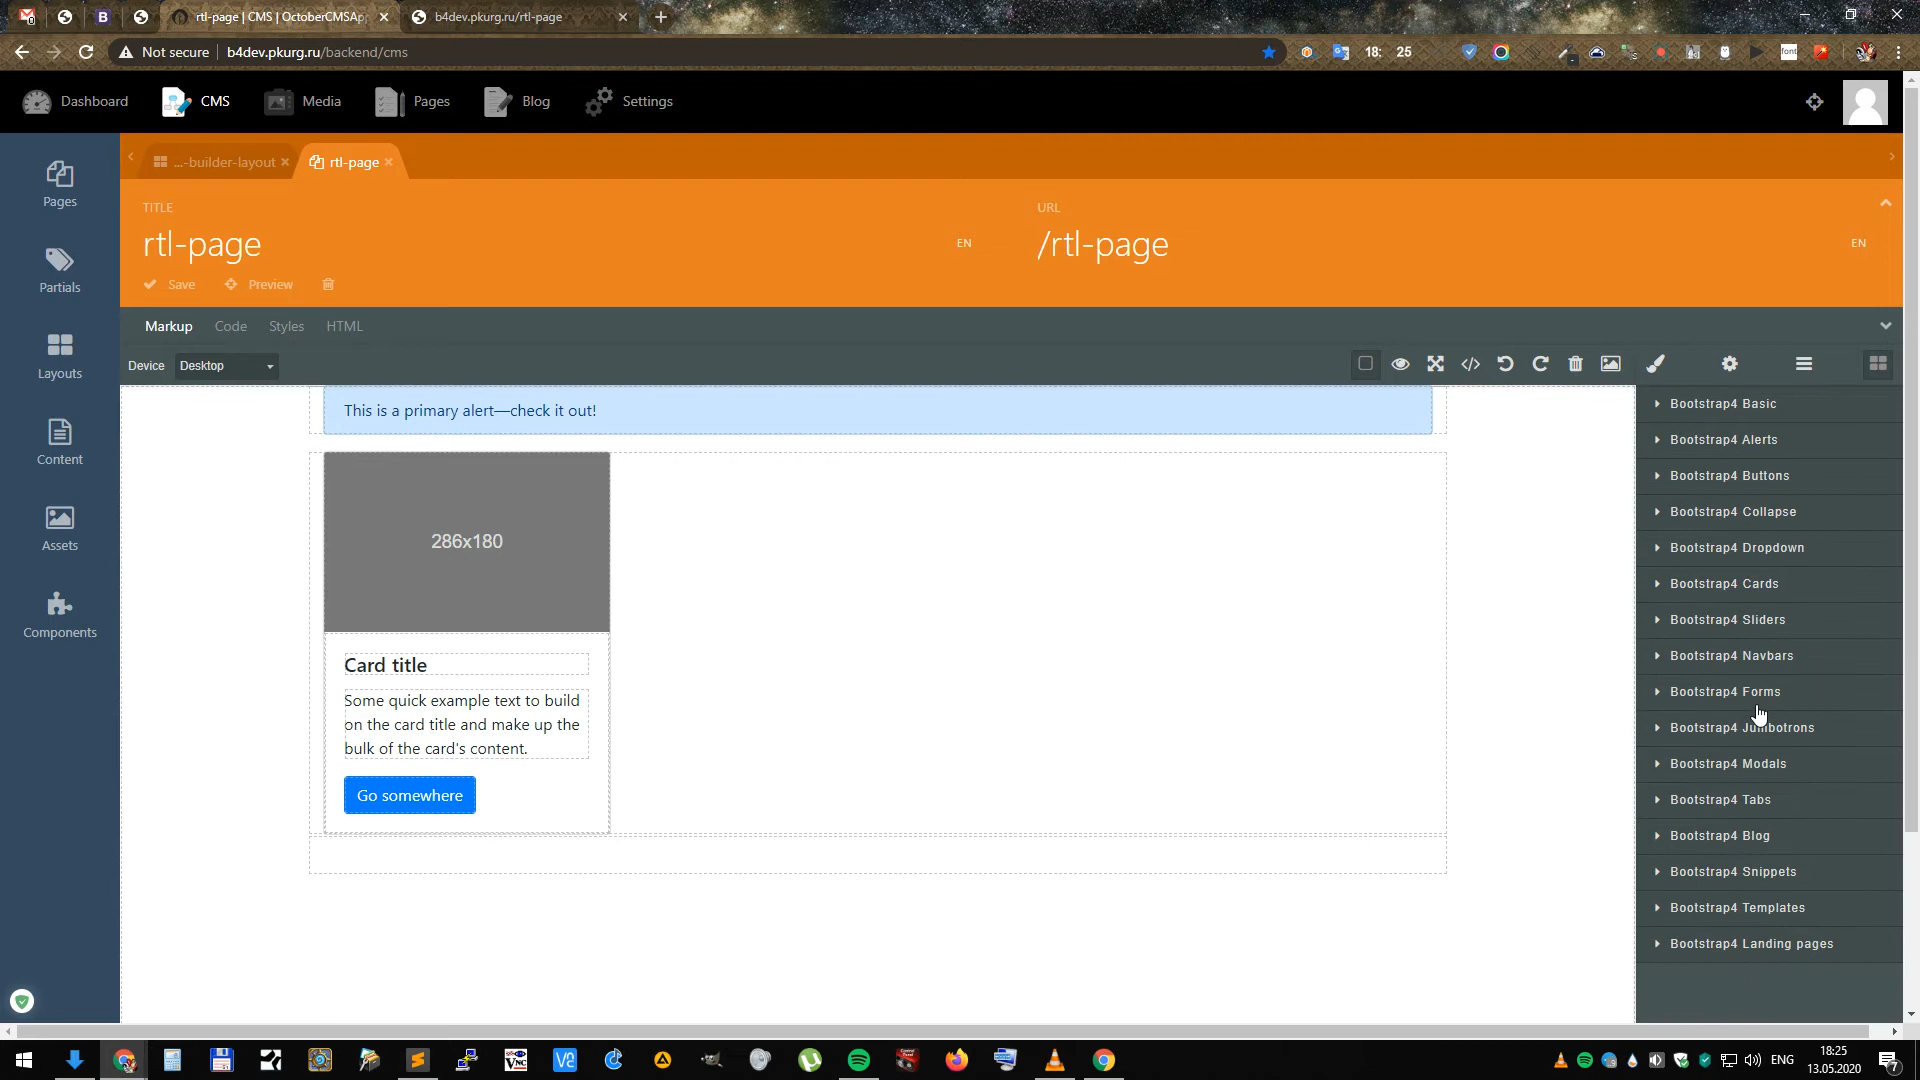 rtl-page | CMS | OctoberCMSAp
b4dev.pkurg.ru/rtl-page
Not secure
b4dev.pkurg.ru/backend/cms
18: 25
font
Dashboard
CMS
Media
Pages
Blog
Settings
...-builder-layout
rtl-page
Pages
Partials
Layouts
Content
Assets
Components
TITLE
rtl-page
EN
URL
/rtl-page
EN
Save
Preview
Markup
Code
Styles
HTML
Device
Desktop
This is a primary alert—check it out!
286x180
Card title
Some quick example text to build
on the card title and make up the
bulk of the card's content.
Go somewhere
Bootstrap4 Basic
Bootstrap4 Alerts
Bootstrap4 Buttons
Bootstrap4 Collapse
Bootstrap4 Dropdown
Bootstrap4 Cards
Bootstrap4 Sliders
Bootstrap4 Navbars
Bootstrap4 Forms
Bootstrap4 Jumbotrons
Bootstrap4 Modals
Bootstrap4 Tabs
Bootstrap4 Blog
Bootstrap4 Snippets
Bootstrap4 Templates
Bootstrap4 Landing pages
ENG
18:25
13.05.2020
7